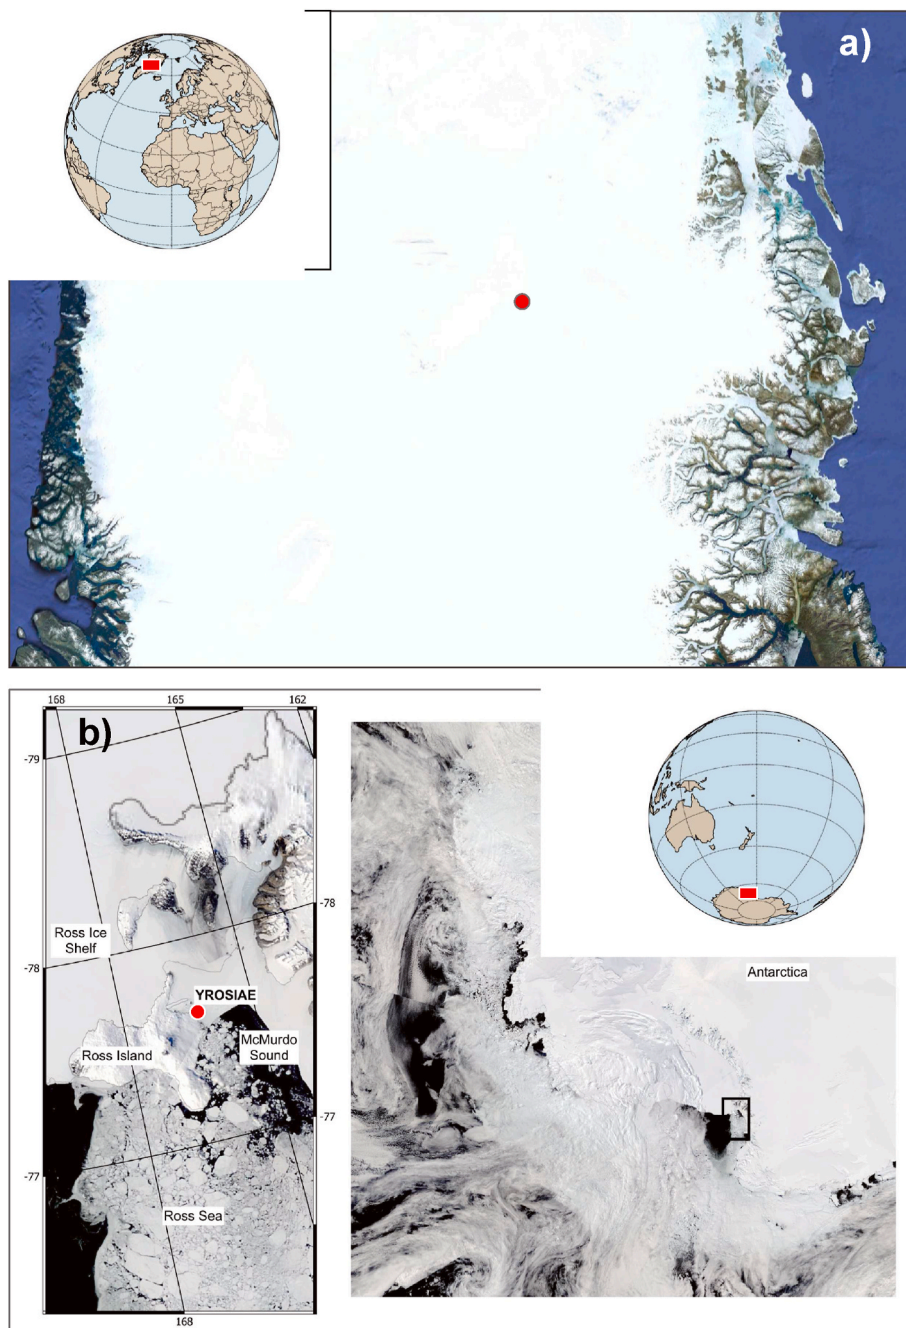 a)
168
165
162
b)
-79
-78
Ross Ice
Shelf
-78
YROSIAE
McMurdo
Sound
Ross Island
-77
-77
Ross Sea
168
Antarctica